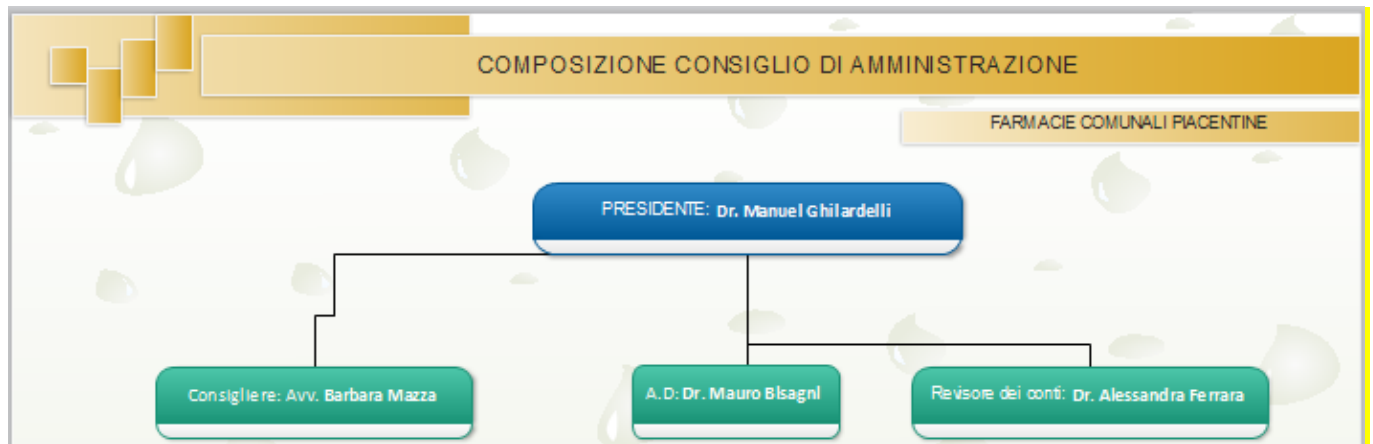 COMPOSIZIONE CONSIGLIO DI AMMINISTRAZIONE
FARMACIE COMUNALI PIACENTINE
PRESIDENTE: Dr. Manuel Ghilardelli
Consigliere: Avv. Barbara Mazza
A.D: Dr. Mauro BIsagnI
Revisore dei conti: Dr. Alessandra Ferrara